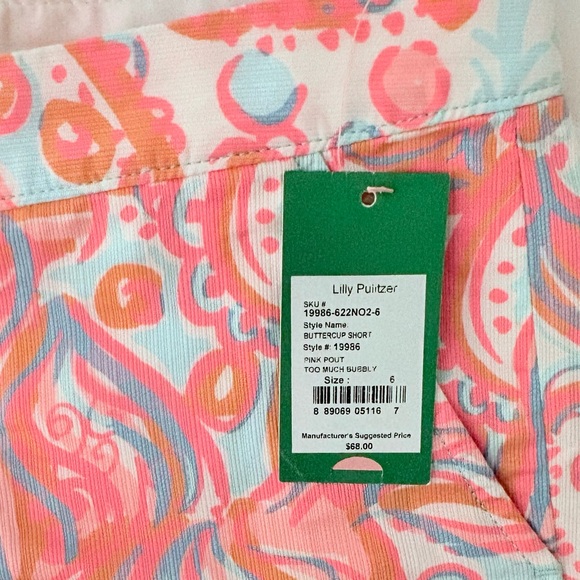 Lilly Pulitzer
SKU #
19986-622NO2-6
Style Name:
BUTTERCUP SHORT
Style #: 19986
PINK POUT
TOO MUCH BUBBLY
Size : 6
8 89069 05116 7
Manufacturer's Suggested Price
$68.00